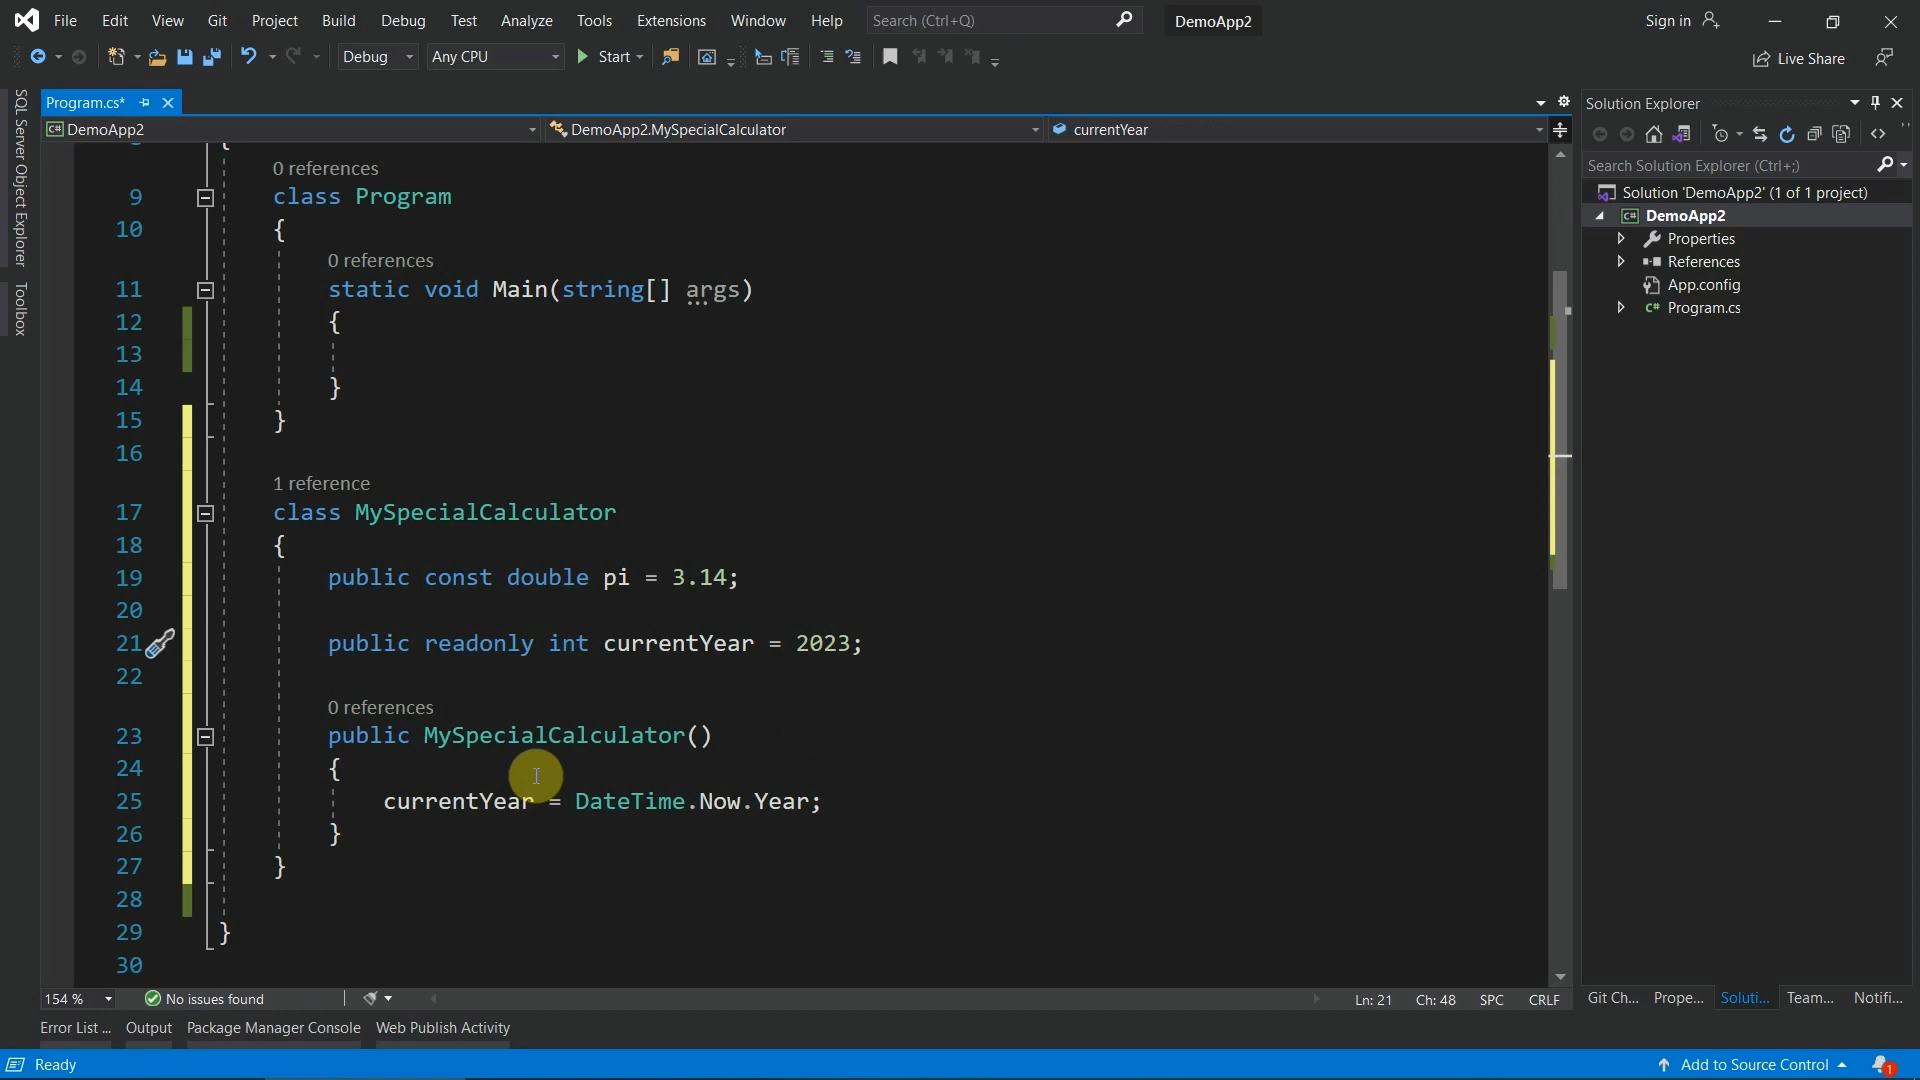 File Edit View Git Project Build Debug Test Analyze Tools Extensions Window Help Search (Ctrl+Q) DemoApp2 Sign in
Debug Any CPU Start Live Share
SQL Server Object Explorer
Toolbox
Program.cs*
DemoApp2 DemoApp2.MySpecialCalculator currentYear
0 references
9 class Program
10 {
0 references
11 static void Main(string[] args)
12 {
13
14 }
15 }
16
1 reference
17 class MySpecialCalculator
18 {
19 public const double pi = 3.14;
20
21 public readonly int currentYear = 2023;
22
0 references
23 public MySpecialCalculator()
24 {
25 currentYear = DateTime.Now.Year;
26 }
27 }
28
29 }
30
154 % No issues found Ln: 21 Ch: 48 SPC CRLF
Solution Explorer
Search Solution Explorer (Ctrl+;)
Solution 'DemoApp2' (1 of 1 project)
C# DemoApp2
Properties
References
App.config
C# Program.cs
Git Ch... Prope... Soluti... Team... Notifi...
Error List ... Output Package Manager Console Web Publish Activity
Ready Add to Source Control 1